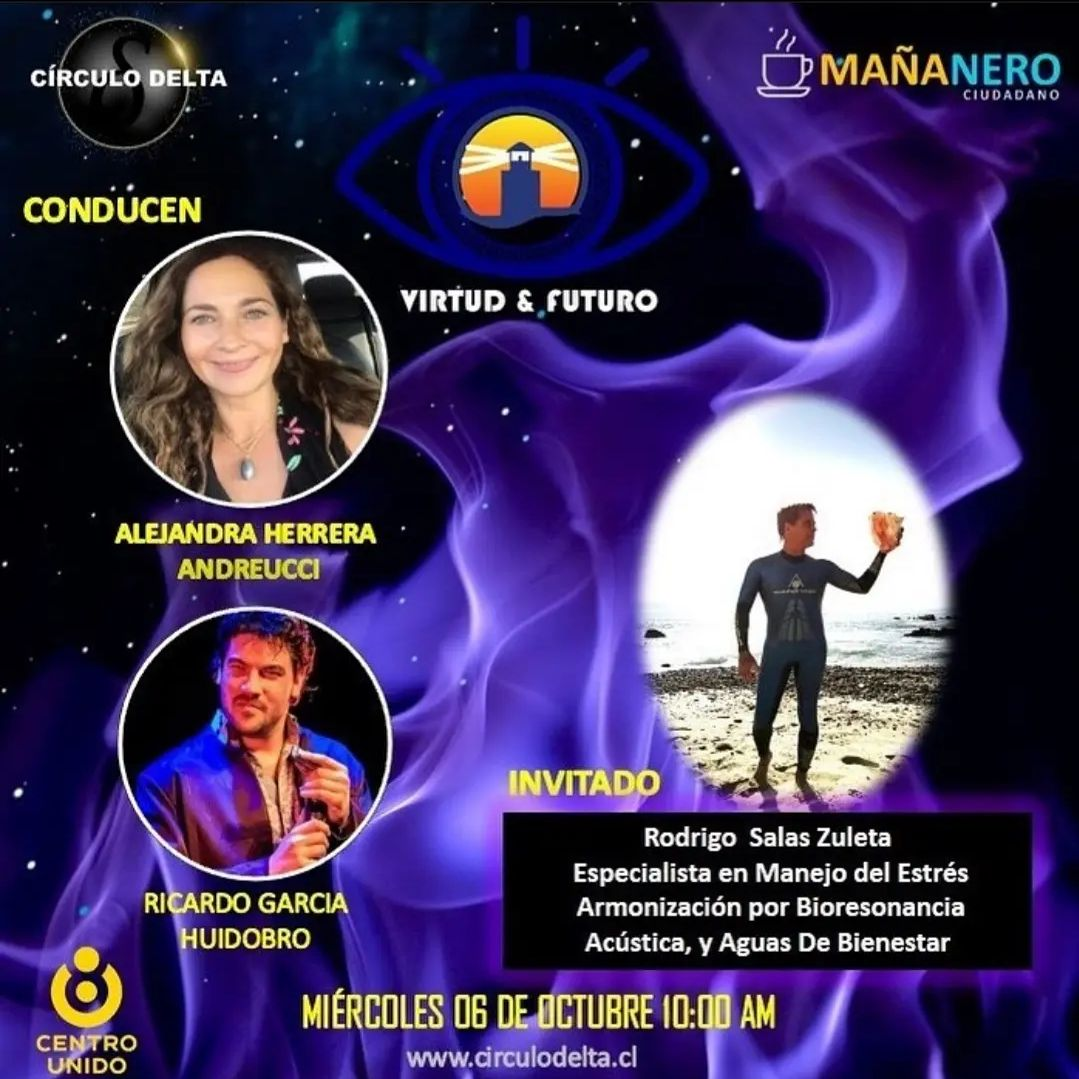 CÍRCULO DELTA
MAÑANERO
CIUDADANO
CONDUCEN
VIRTUD & FUTURO
ALEJANDRA HERRERA
ANDREUCCI
RICARDO GARCIA
HUIDOBRO
INVITADO
Rodrigo Salas Zuleta
Especialista en Manejo del Estrés
Armonización por Bioresonancia
Acústica, y Aguas De Bienestar
CENTRO
UNIDO
MIÉRCOLES 06 DE OCTUBRE 10:00 AM
www.circulodelta.cl